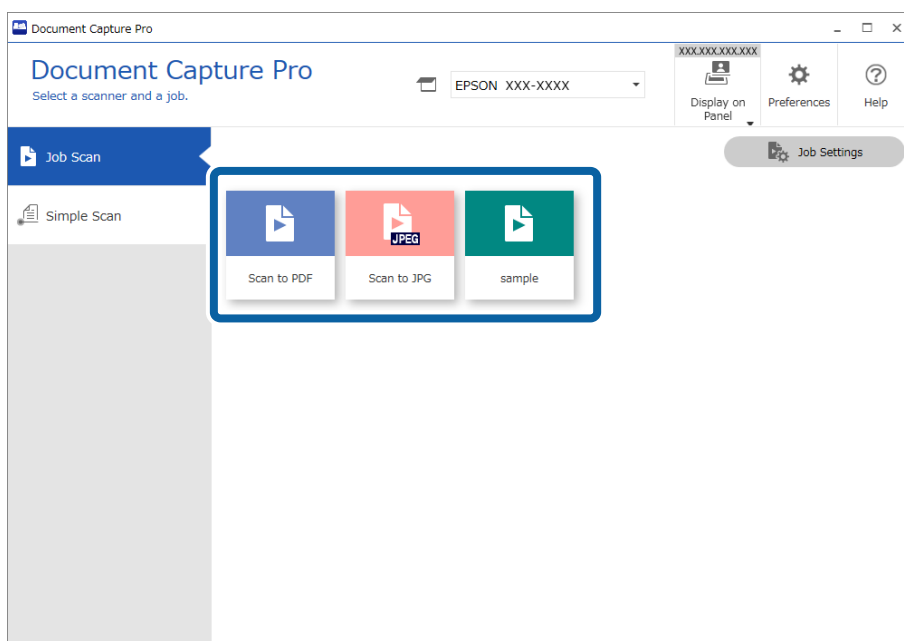 Document Capture Pro
Document Capture Pro
Select a scanner and a job.
EPSON XXX-XXXX
XXX.XXX.XXX.XXX
Display on
Panel
Preferences
Help
Job Scan
Simple Scan
Job Settings
JPEG
Scan to PDF
Scan to JPG
sample